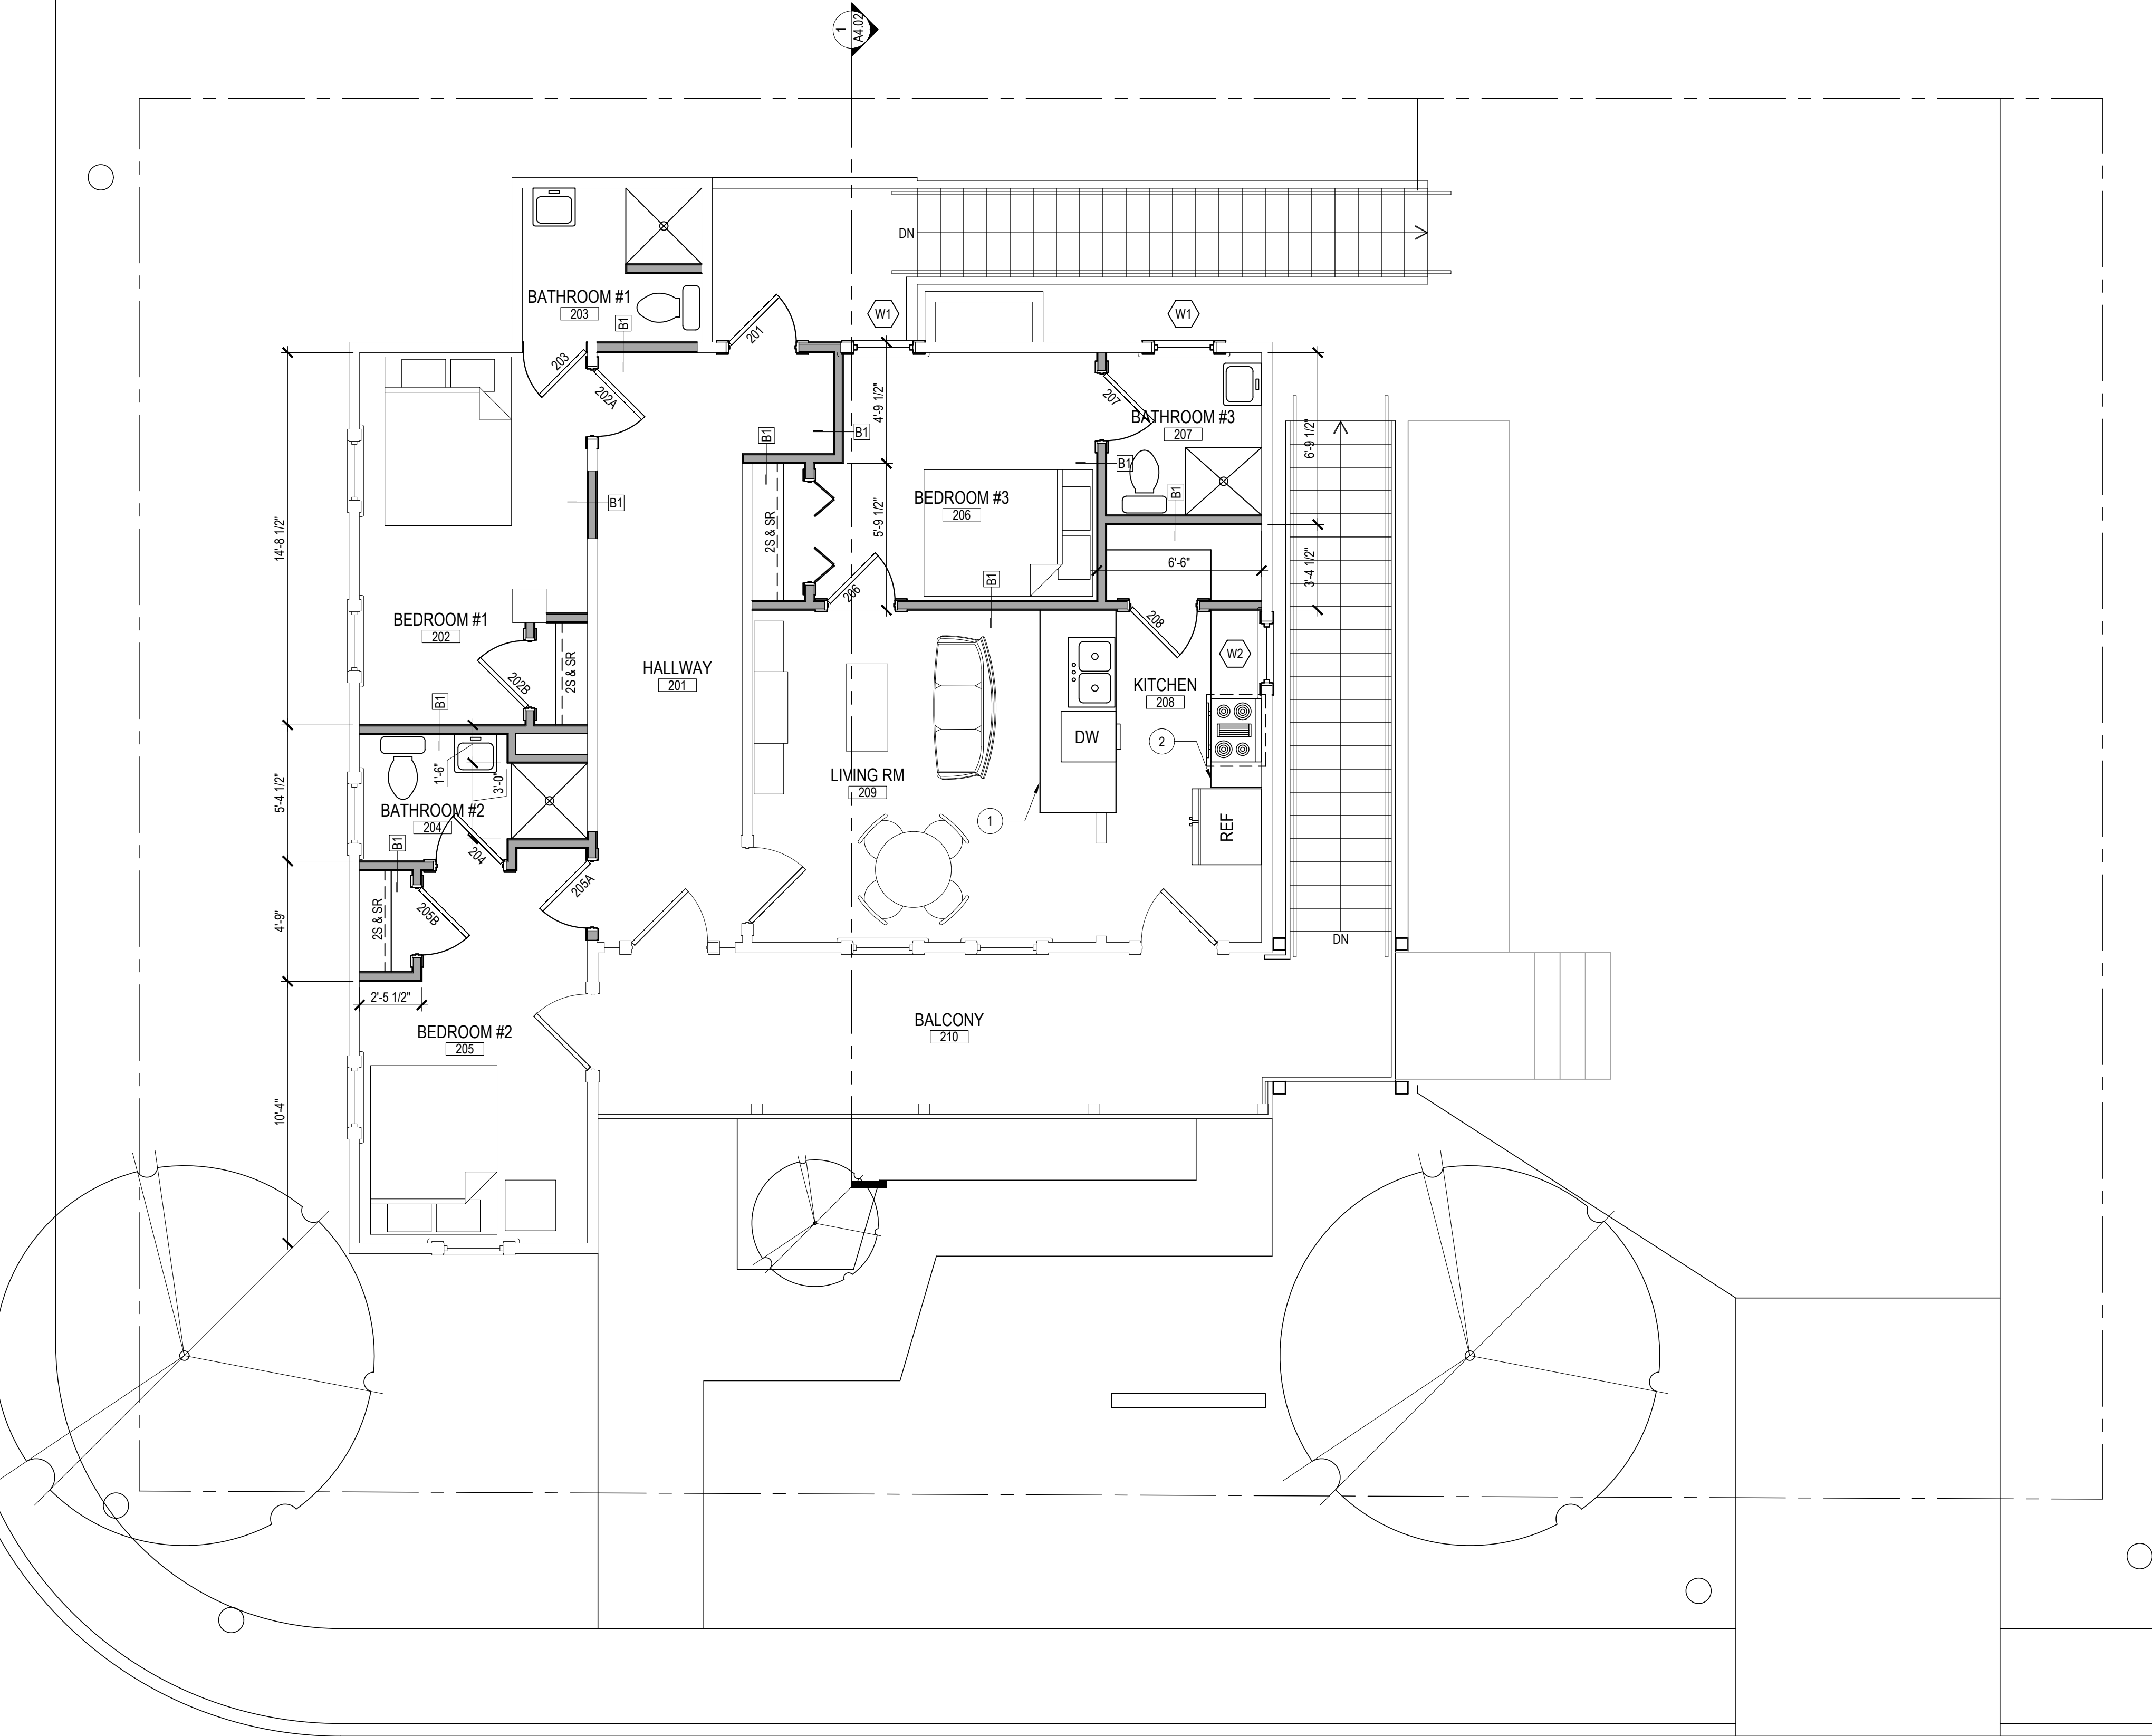 1
A4.02
DN
BATHROOM #1
203
B1
201
W1
W1
203
202A
207
BATHROOM #3
207
4'-9 1/2"
6'-9 1/2"
B1
B1
B1
B1
B1
14'-8 1/2"
2S & SR
5'-9 1/2"
BEDROOM #3
206
6'-6"
3'-4 1/2"
B1
206
208
BEDROOM #1
202
2S & SR
202B
HALLWAY
201
W2
KITCHEN
208
B1
DW
2
1'-6"
3'-0"
LIVING RM
209
5'-4 1/2"
BATHROOM #2
204
1
REF
B1
204
205A
205B
2S & SR
4'-9"
DN
2'-5 1/2"
BEDROOM #2
205
BALCONY
210
10'-4"